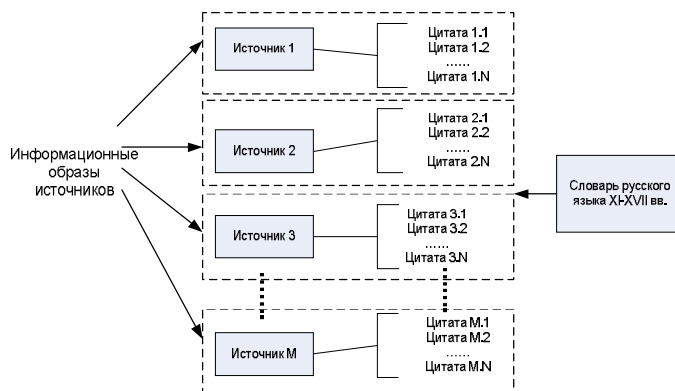 Информационные
образы
источников
Источник 1
Цитата 1.1
Цитата 1.2
......
Цитата 1.N
Источник 2
Цитата 2.1
Цитата 2.2
......
Цитата 2.N
Источник 3
Цитата 3.1
Цитата 3.2
......
Цитата 3.N
Источник M
Цитата M.1
Цитата M.2
......
Цитата M.N
Словарь русского
языка XI-XVII вв.